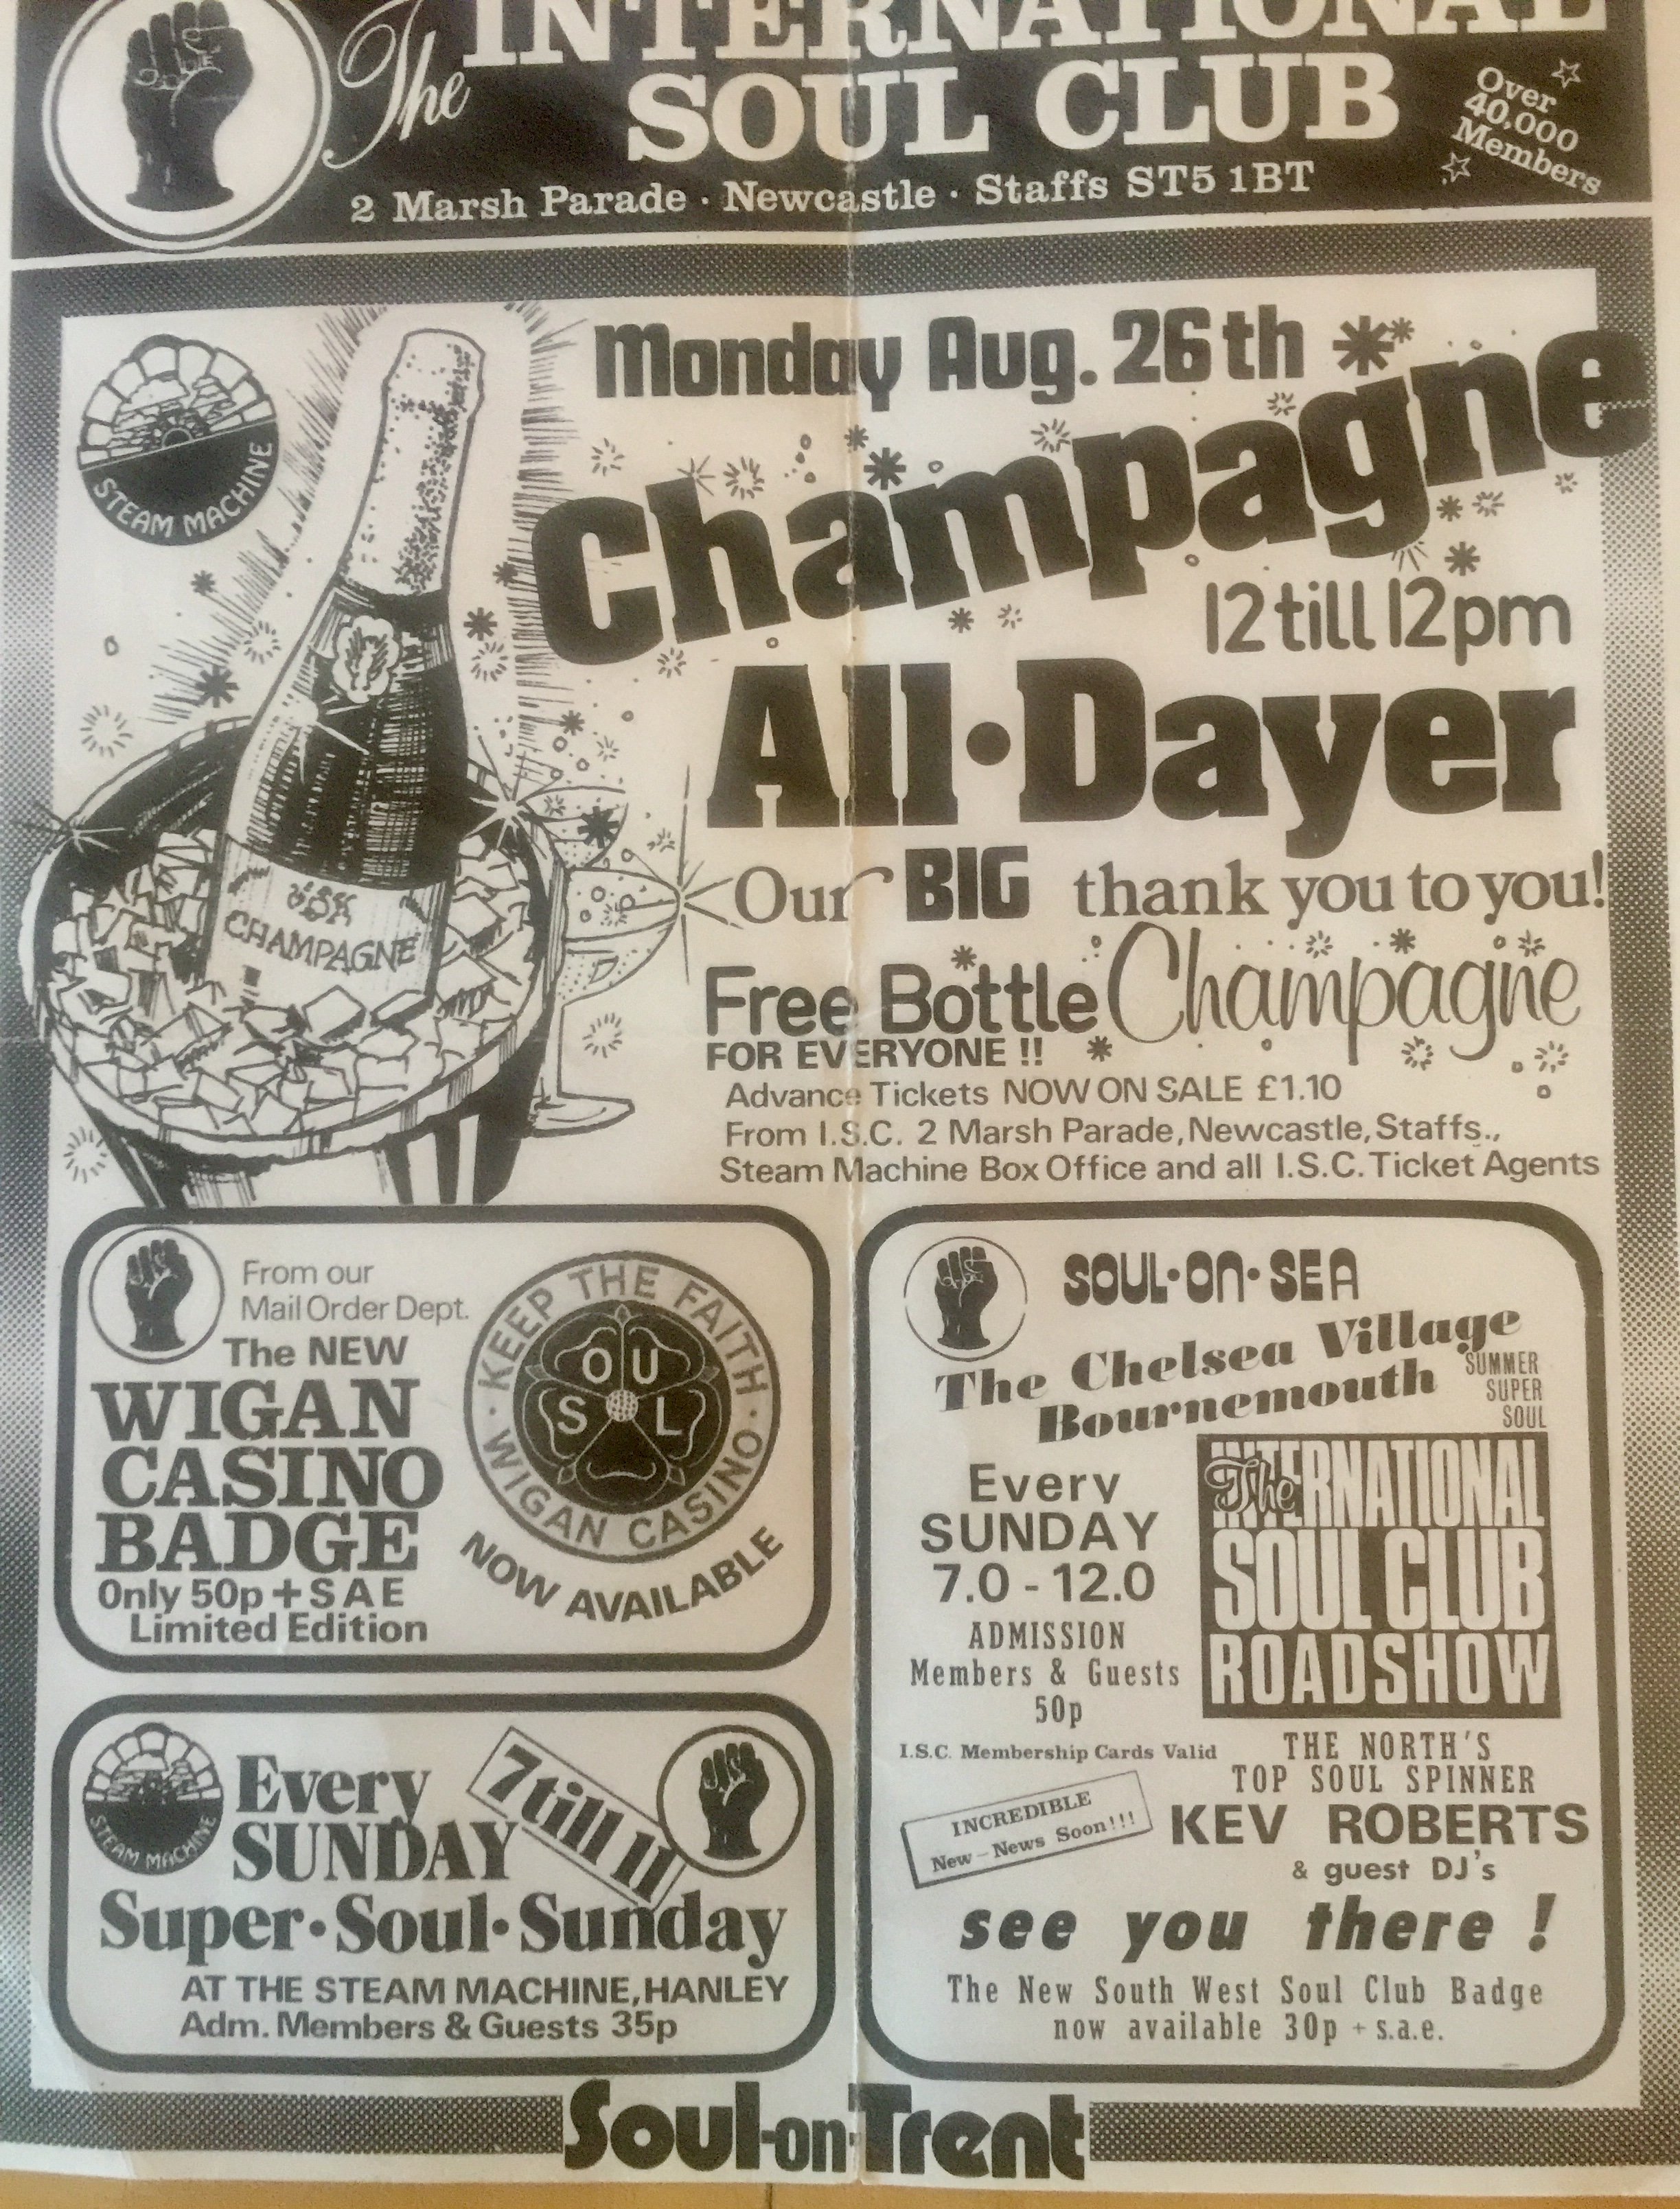 The INTERNATIONAL
SOUL CLUB
Over
40,000
Members
2 Marsh Parade · Newcastle · Staffs ST5 1BT
STEAM MACHINE
Monday Aug. 26th
Champagne
12 till 12pm
All·Dayer
Our BIG thank you to you!
CHAMPAGNE
Free Bottle Champagne
FOR EVERYONE !!
Advance Tickets NOW ON SALE £1.10
From I.S.C. 2 Marsh Parade, Newcastle, Staffs.,
Steam Machine Box Office and all I.S.C. Ticket Agents
From our
Mail Order Dept.
The NEW
WIGAN
CASINO
BADGE
Only 50p + S A E
Limited Edition
· KEEP THE FAITH ·
SOUL
WIGAN CASINO
NOW AVAILABLE
STEAM MACHINE
Every
SUNDAY
7 till 11
Super·Soul·Sunday
AT THE STEAM MACHINE, HANLEY
Adm. Members & Guests 35p
SOUL·ON·SEA
The Chelsea Village
Bournemouth
SUMMER
SUPER
SOUL
Every
SUNDAY
7.0 - 12.0
ADMISSION
Members & Guests
50p
The INTERNATIONAL
SOUL CLUB
ROADSHOW
I.S.C. Membership Cards Valid
THE NORTH'S
TOP SOUL SPINNER
KEV ROBERTS
& guest DJ's
INCREDIBLE
New - News Soon!!!
see you there !
The New South West Soul Club Badge
now available 30p + s.a.e.
Soul-on-Trent